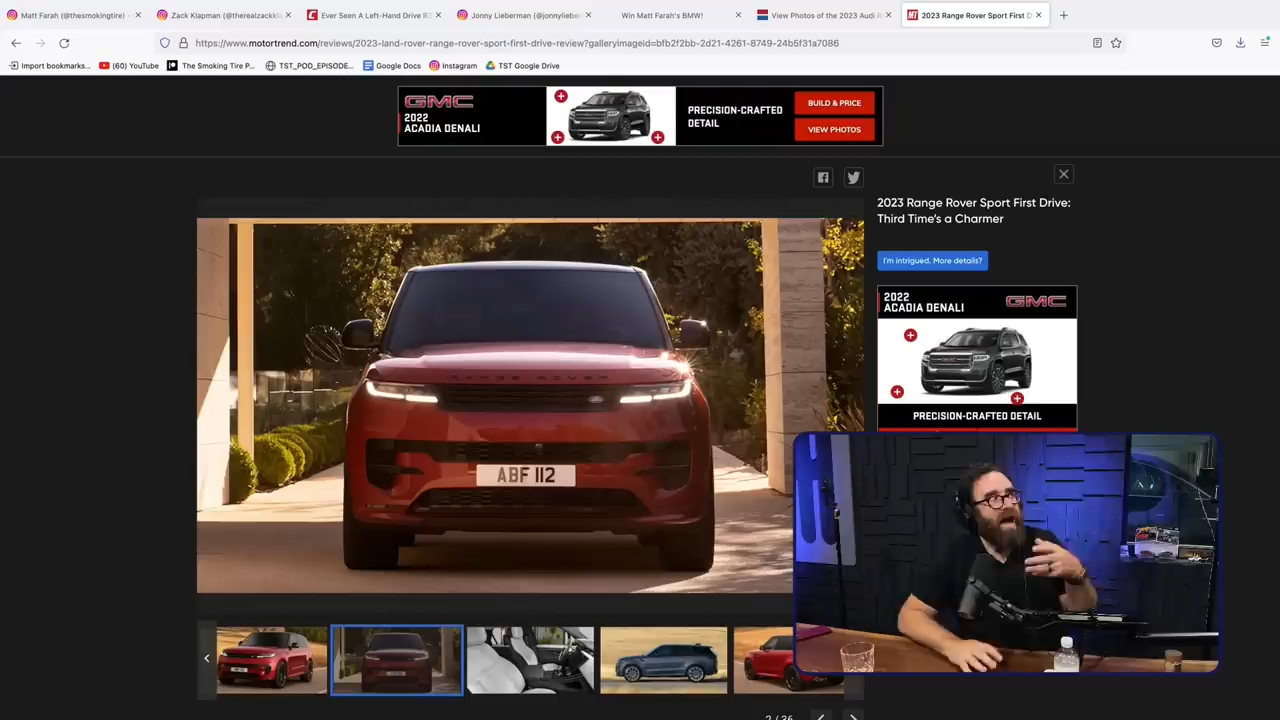 Matt Farah (@thesmokingtire) •
Zack Klapman (@therealzackkl
Ever Seen A Left-Hand Drive R3
Jonny Lieberman (@jonnylieber
Win Matt Farah's BMW!
View Photos of the 2023 Audi R
2023 Range Rover Sport First D
https://www.motortrend.com/reviews/2023-land-rover-range-rover-sport-first-drive-review?galleryimageid=bfb2f2bb-2d21-4261-8749-24b5f31a7086
Import bookmarks...
(60) YouTube
The Smoking Tire P...
TST_POD_EPISODE...
Google Docs
Instagram
TST Google Drive
GMC
2022
ACADIA DENALI
PRECISION-CRAFTED
DETAIL
BUILD & PRICE
VIEW PHOTOS
2023 Range Rover Sport First Drive:
Third Time's a Charmer
I'm intrigued. More details?
2022
ACADIA DENALI
GMC
PRECISION-CRAFTED DETAIL
RANGE ROVER
ABF 112
2 / 36